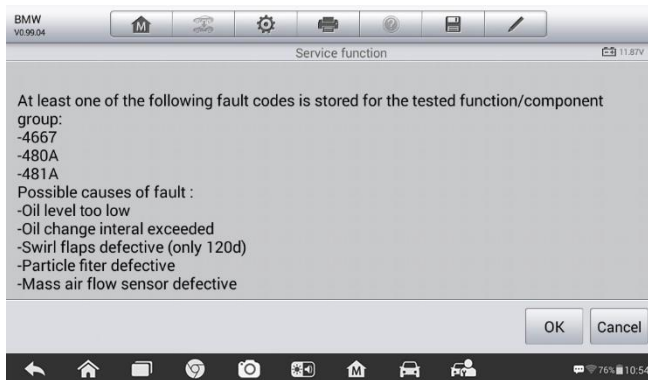 BMW
V0.99.04
M
Service function
11.87V
At least one of the following fault codes is stored for the tested function/component
group:
-4667
-480A
-481A
Possible causes of fault :
-Oil level too low
-Oil change interal exceeded
-Swirl flaps defective (only 120d)
-Particle fiter defective
-Mass air flow sensor defective
OK
Cancel
M
76%
10:54